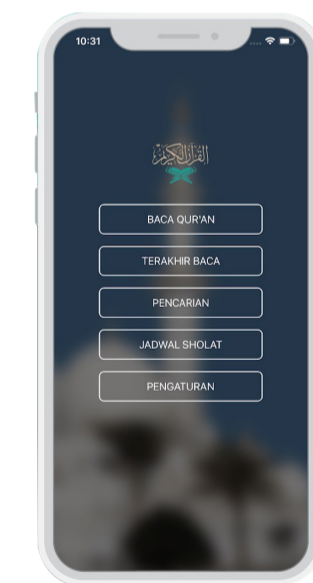 10:31
القرآن الكريم
BACA QUR'AN
TERAKHIR BACA
PENCARIAN
JADWAL SHOLAT
PENGATURAN